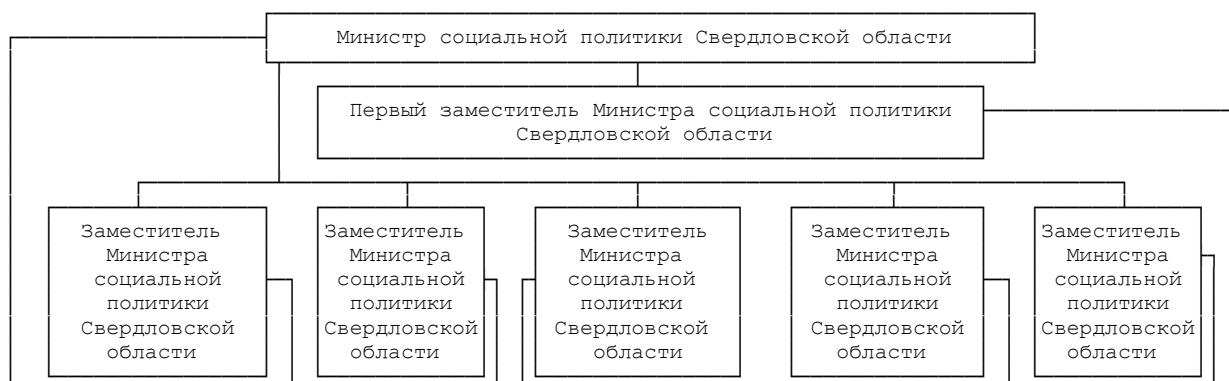 Министр социальной политики Свердловской области
Первый заместитель Министра социальной политики
Свердловской области
Заместитель
Министра
социальной
политики
Свердловской
области
Заместитель
Министра
социальной
политики
Свердловской
области
Заместитель
Министра
социальной
политики
Свердловской
области
Заместитель
Министра
социальной
политики
Свердловской
области
Заместитель
Министра
социальной
политики
Свердловской
области